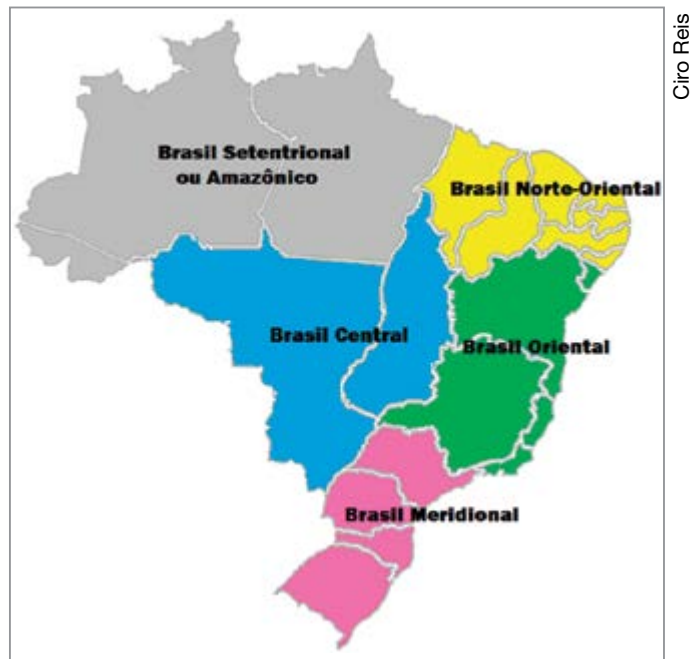 Ciro Reis
Brasil Setentrional
ou Amazônico
Brasil Norte-Oriental
Brasil Central
Brasil Oriental
Brasil Meridional